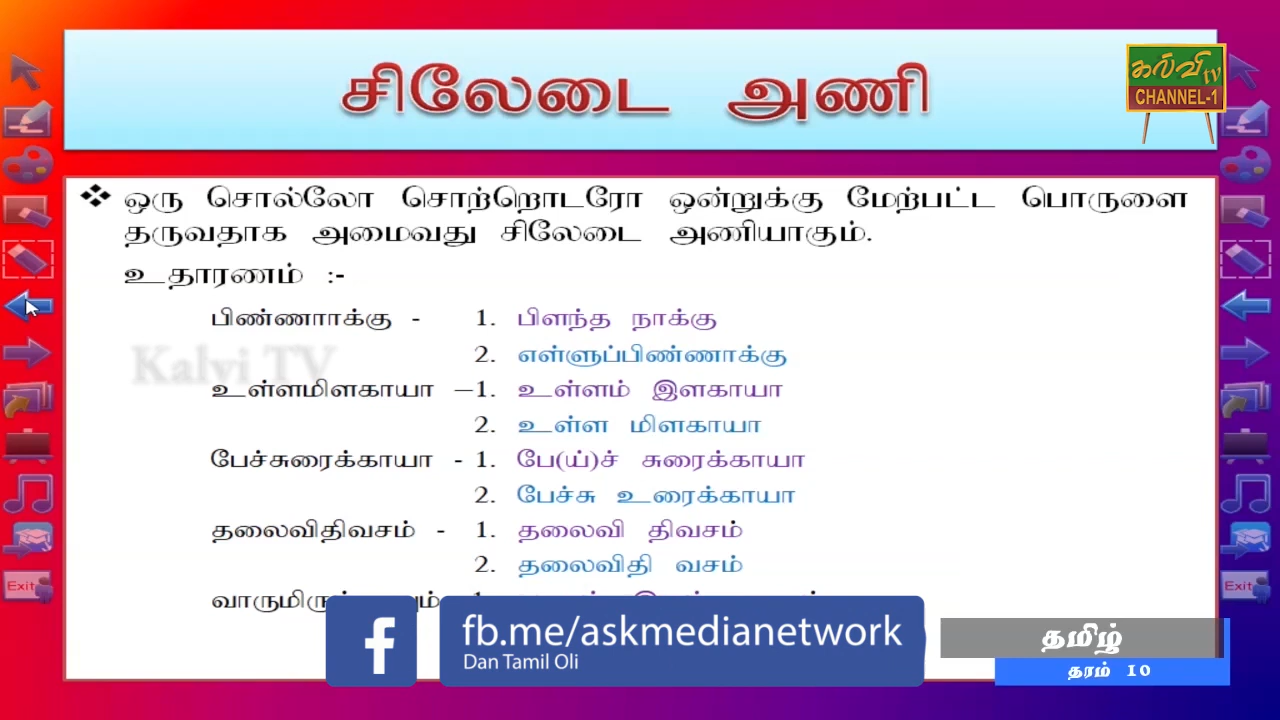 சிலேடை அணி
கல்வி tv
CHANNEL-1
❖ ஒரு சொல்லோ சொற்றொடரோ ஒன்றுக்கு மேற்பட்ட பொருளை
தருவதாக அமைவது சிலேடை அணியாகும்.
உதாரணம் :-
பிண்ணாாக்கு - 1. பிளந்த நாக்கு
2. எள்ளுப்பிண்ணாக்கு
Kalvi TV
உள்ளமிளகாயா –1. உள்ளம் இளகாயா
2. உள்ள மிளகாயா
பேச்சுரைக்காயா - 1. பே(ய்)ச் சுரைக்காயா
2. பேச்சு உரைக்காயா
தலைவிதிவசம் - 1. தலைவி திவசம்
2. தலைவிதி வசம்
fb.me/askmedianetwork
Dan Tamil Oli
தமிழ்
தரம் 10
Exit
Exit